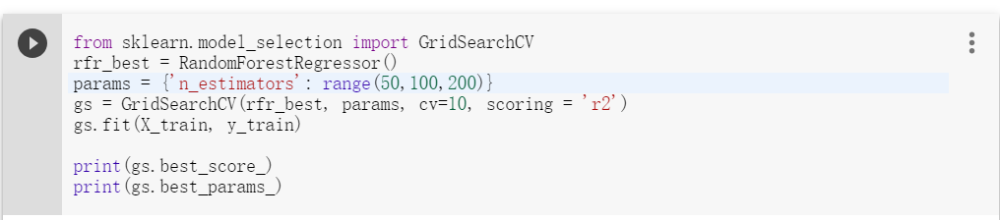 from sklearn.model_selection import GridSearchCV
rfr_best = RandomForestRegressor()
params = {'n_estimators': range(50,100,200)}
gs = GridSearchCV(rfr_best, params, cv=10, scoring = 'r2')
gs.fit(X_train, y_train)

print(gs.best_score_)
print(gs.best_params_)